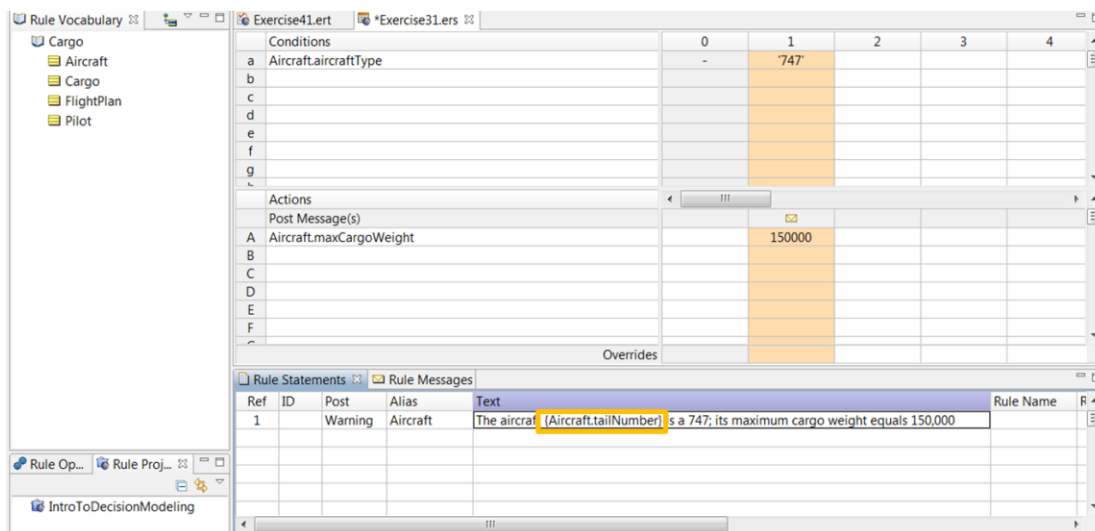 Rule Vocabulary
Cargo
Aircraft
Cargo
FlightPlan
Pilot
Rule Op... Rule Proj...
IntroToDecisionModeling
Exercise41.ert *Exercise31.ers
Conditions 0 1 2 3 4
a Aircraft.aircraftType - '747'
b
c
d
e
f
g
Actions
Post Message(s)
A Aircraft.maxCargoWeight 150000
B
C
D
E
F
Overrides
Rule Statements Rule Messages
Ref ID Post Alias Text Rule Name R
1 Warning Aircraft The aircraf {Aircraft.tailNumber} s a 747; its maximum cargo weight equals 150,000